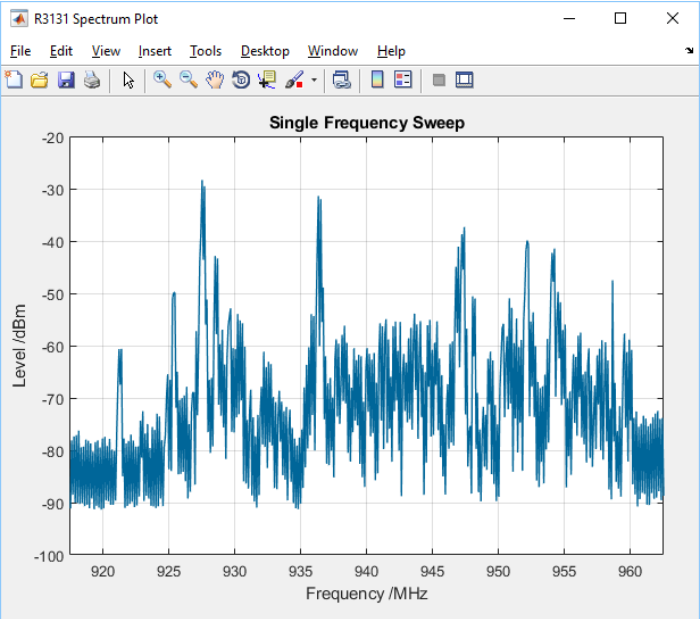 R3131 Spectrum Plot
File Edit View Insert Tools Desktop Window Help
Single Frequency Sweep
-20
-30
-40
-50
-60
-70
-80
-90
-100
Level /dBm
920 925 930 935 940 945 950 955 960
Frequency /MHz